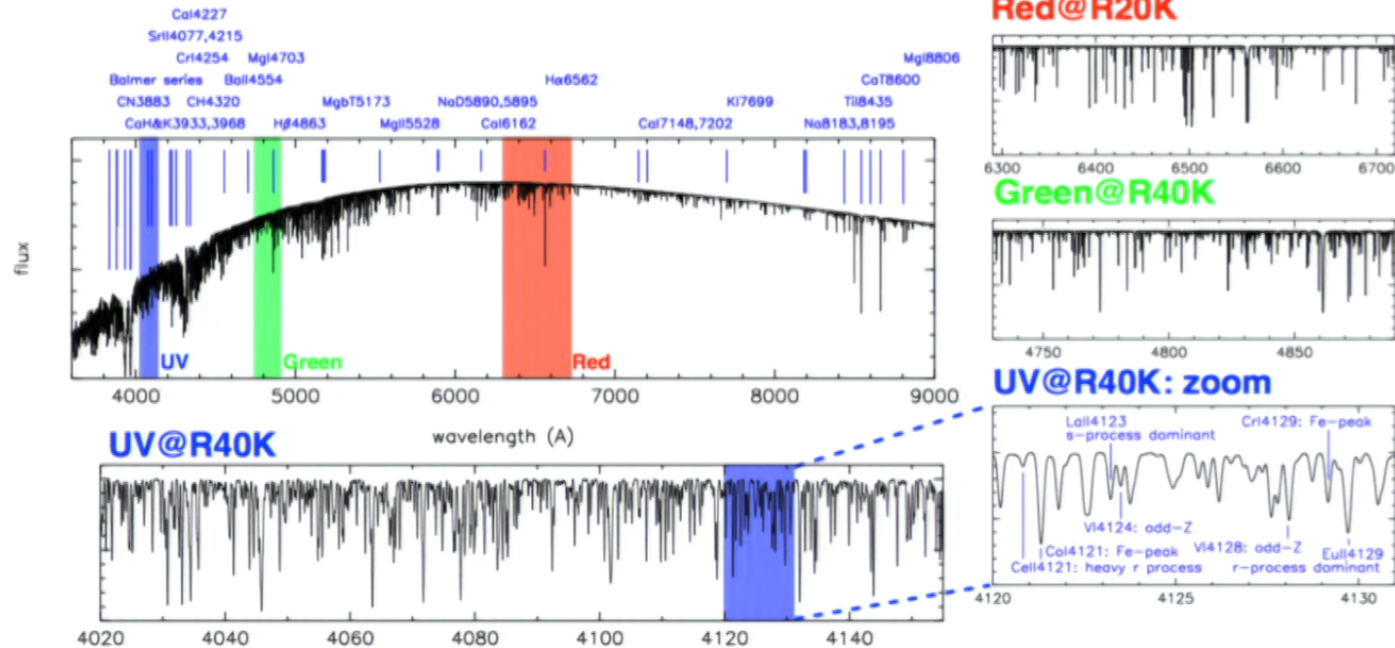 CaI4227
SrII4077,4215
CrI4254 MgI4703
Balmer series BaII4554 Hα6562
CN3883 CH4320 MgbT5173 NaD5890,5895 KI7699
CaH&K3933,3968 Hβ4863 MgII5528 CaI6162 CaI7148,7202 Na8183,8195
MgI8806
CaT8600
TiI8435
flux
UV Green Red
4000 5000 6000 7000 8000 9000
wavelength (A)
Red@R20K
6300 6400 6500 6600 6700
Green@R40K
4750 4800 4850
UV@R40K: zoom
LaII4123
s-process dominant
CrI4129: Fe-peak
VI4124: odd-Z
CoI4121: Fe-peak
VI4128: odd-Z
EuII4129
CeII4121: heavy r process
r-process dominant
4120 4125 4130
UV@R40K
4020 4040 4060 4080 4100 4120 4140